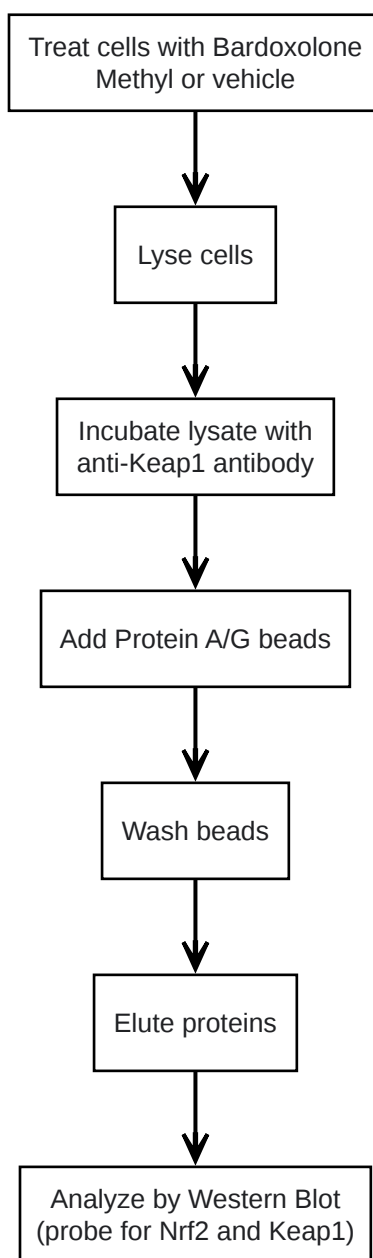 Treat cells with Bardoxolone
Methyl or vehicle
Lyse cells
Incubate lysate with
anti-Keap1 antibody
Add Protein A/G beads
Wash beads
Elute proteins
Analyze by Western Blot
(probe for Nrf2 and Keap1)